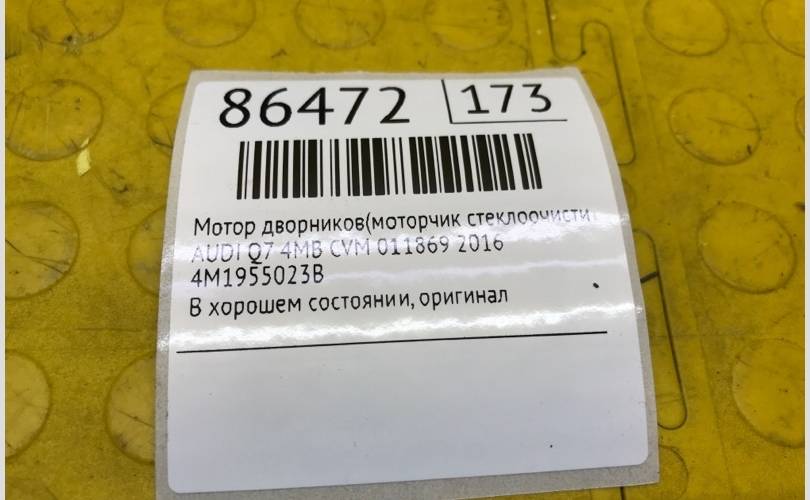 86472 173
Мотор дворников(моторчик стеклоочисти
AUDI Q7 4MB CVM 011869 2016
4M1955023B
В хорошем состоянии, оригинал